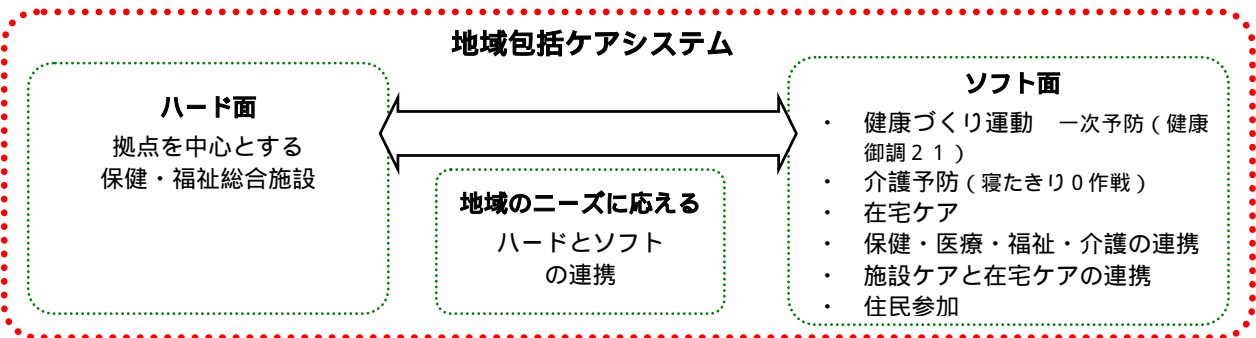 地域包括ケアシステム
ハード面
拠点を中心とする
保健・福祉総合施設
地域のニーズに応える
ハードとソフト
の連携
ソフト面
・ 健康づくり運動 一次予防(健康
御調21)
・ 介護予防(寝たきり0作戦)
・ 在宅ケア
・ 保健・医療・福祉・介護の連携
・ 施設ケアと在宅ケアの連携
・ 住民参加